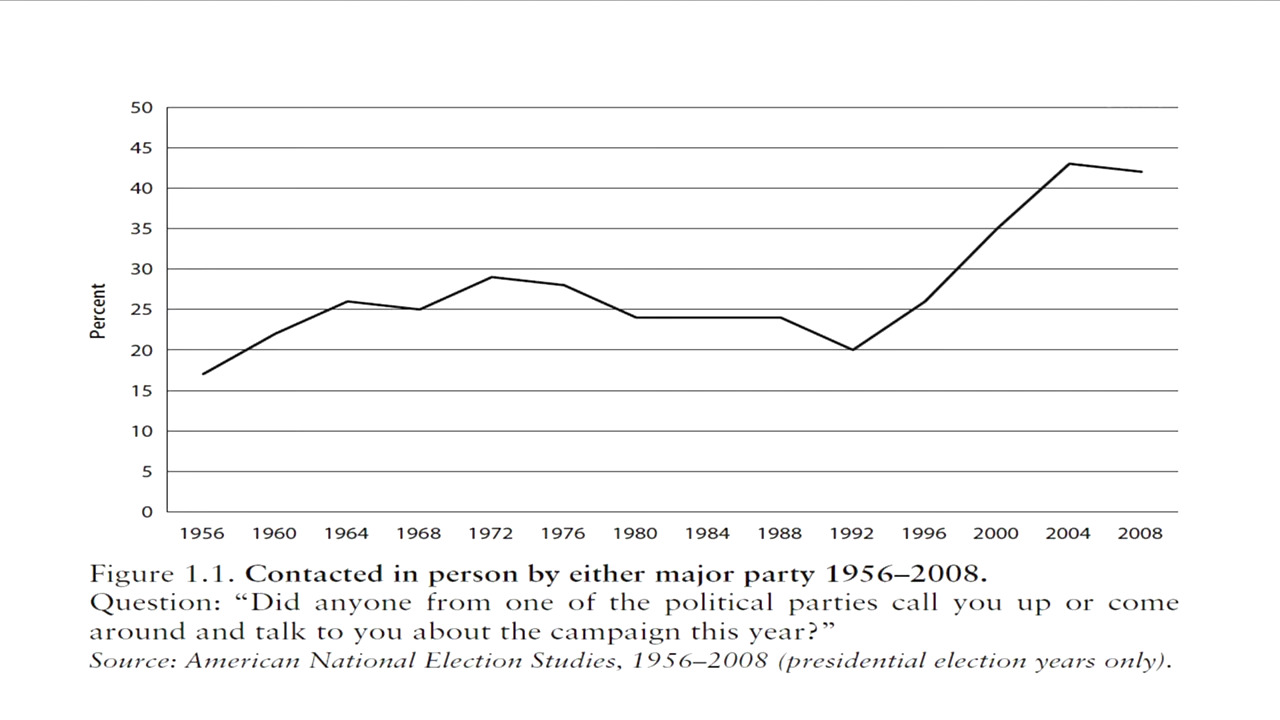 50
45
40
35
30
25
20
15
10
5
0
Percent
1956 1960 1964 1968 1972 1976 1980 1984 1988 1992 1996 2000 2004 2008
Figure 1.1. Contacted in person by either major party 1956–2008.
Question: “Did anyone from one of the political parties call you up or come
around and talk to you about the campaign this year?”
Source: American National Election Studies, 1956–2008 (presidential election years only).